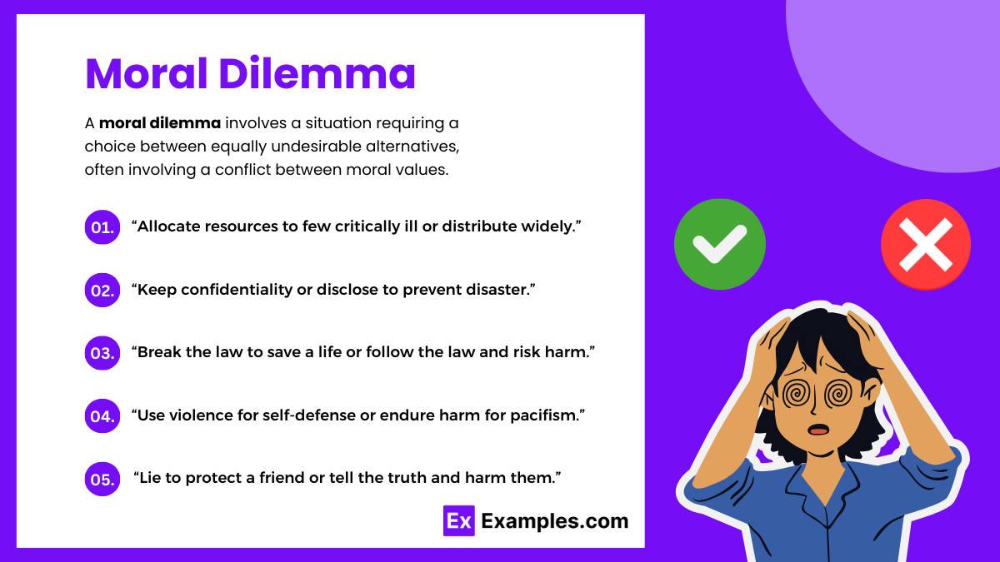 Moral Dilemma
A moral dilemma involves a situation requiring a
choice between equally undesirable alternatives,
often involving a conflict between moral values.
01. “Allocate resources to few critically ill or distribute widely.”
02. “Keep confidentiality or disclose to prevent disaster.”
03. “Break the law to save a life or follow the law and risk harm.”
04. “Use violence for self-defense or endure harm for pacifism.”
05. “Lie to protect a friend or tell the truth and harm them.”
Ex Examples.com